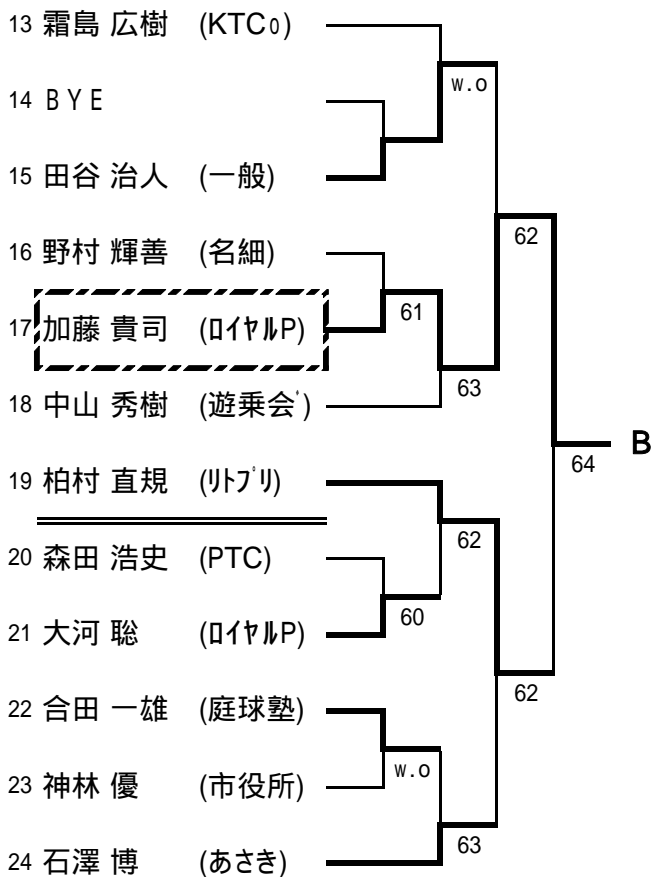 13 霜島 広樹 (KTC○)
w.o
14 ＢＹＥ
15 田谷 治人 (一般)
62
16 野村 輝善 (名細)
61
17 加藤 貴司 (ﾛｲﾔﾙP)
63
18 中山 秀樹 (遊乗会ﾞ)
64 B
19 柏村 直規 (ﾘﾄﾌﾟﾘ)
62
20 森田 浩史 (PTC)
60
21 大河 聡 (ﾛｲﾔﾙP)
62
22 合田 一雄 (庭球塾)
w.o
23 神林 優 (市役所)
63
24 石澤 博 (あさき)